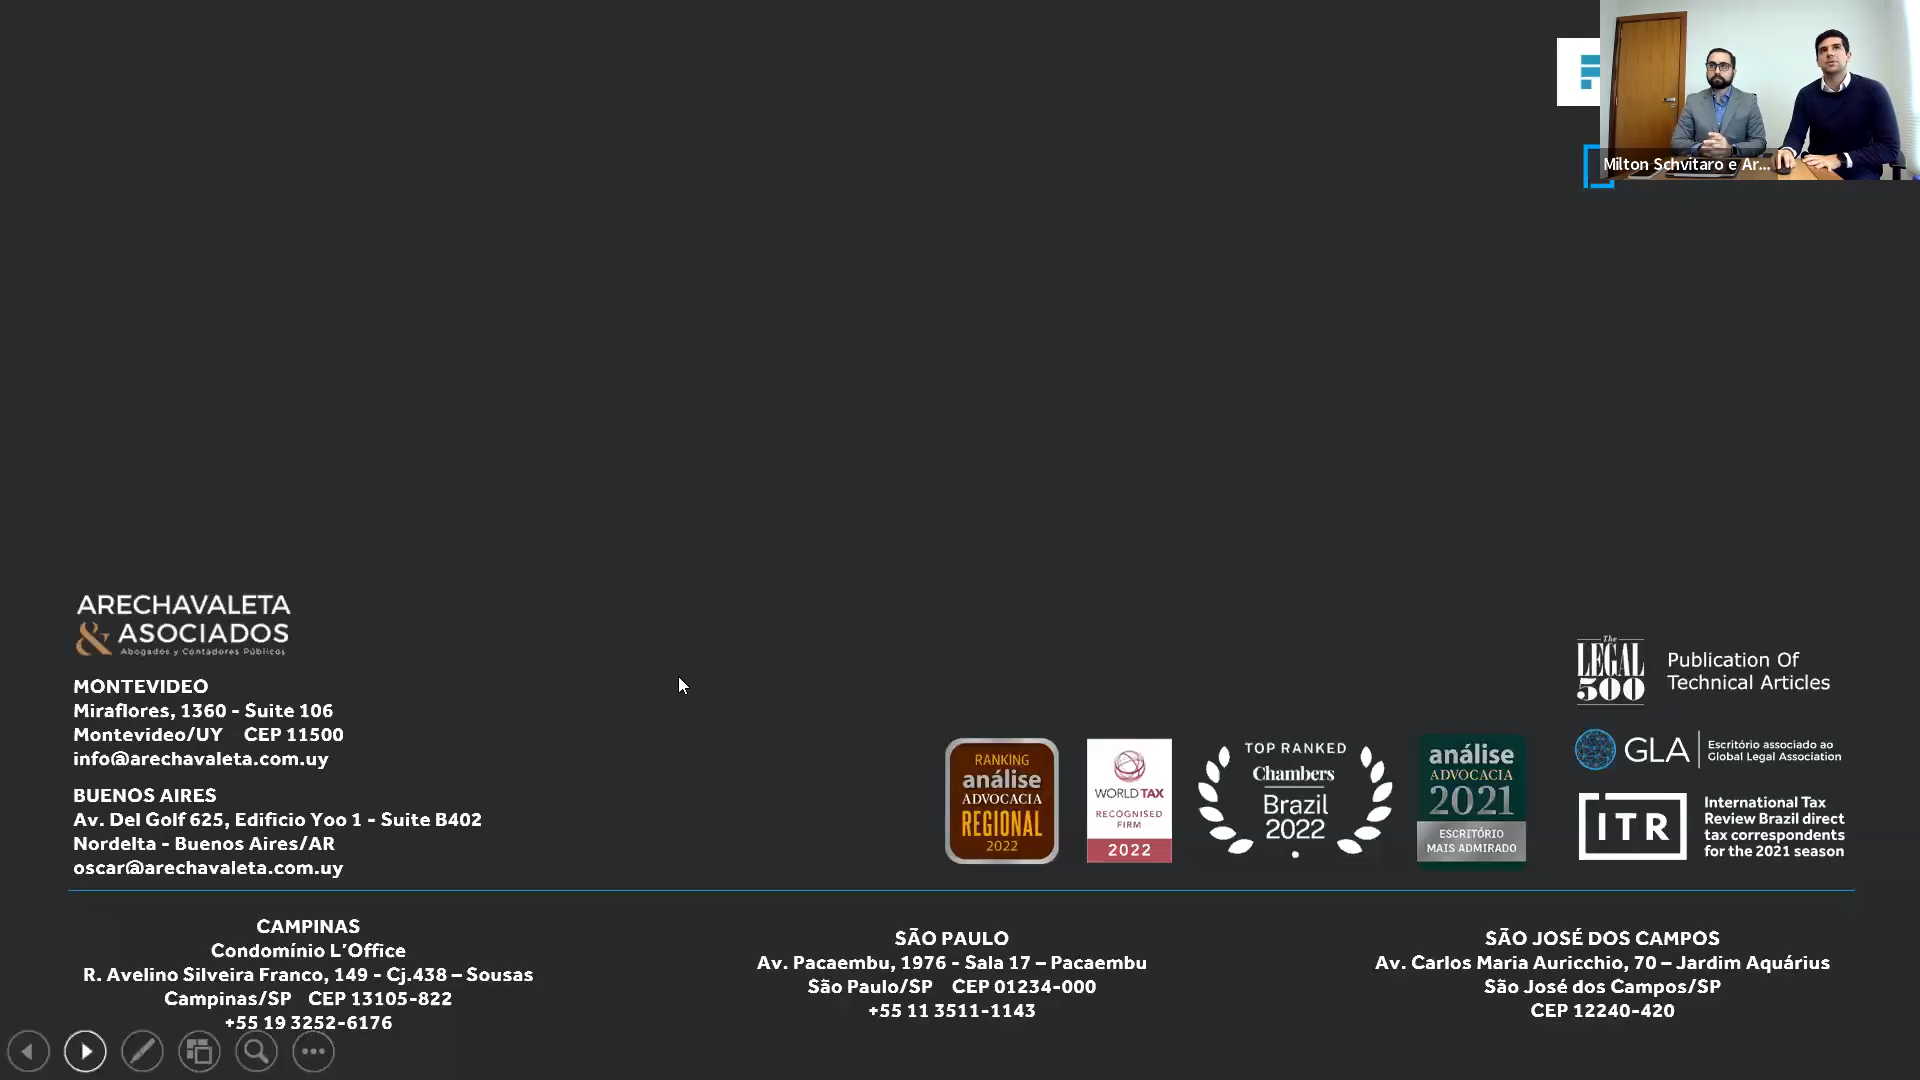 Milton Schvitaro e Ar...
ARECHAVALETA
& ASOCIADOS
Abogados y Contadores Públicos
MONTEVIDEO
Miraflores, 1360 - Suite 106
Montevideo/UY CEP 11500
info@arechavaleta.com.uy
BUENOS AIRES
Av. Del Golf 625, Edificio Yoo 1 - Suite B402
Nordelta - Buenos Aires/AR
oscar@arechavaleta.com.uy
RANKING
análise
ADVOCACIA
REGIONAL
2022
WORLD TAX
RECOGNISED
FIRM
2022
TOP RANKED
Chambers
Brazil
2022
análise
ADVOCACIA
2021
ESCRITÓRIO
MAIS ADMIRADO
The
LEGAL
500
Publication Of
Technical Articles
GLA
Escritório associado ao
Global Legal Association
ITR
International Tax
Review Brazil direct
tax correspondents
for the 2021 season
CAMPINAS
Condomínio L'Office
R. Avelino Silveira Franco, 149 - Cj.438 – Sousas
Campinas/SP CEP 13105-822
+55 19 3252-6176
SÃO PAULO
Av. Pacaembu, 1976 - Sala 17 – Pacaembu
São Paulo/SP CEP 01234-000
+55 11 3511-1143
SÃO JOSÉ DOS CAMPOS
Av. Carlos Maria Auricchio, 70 – Jardim Aquárius
São José dos Campos/SP
CEP 12240-420